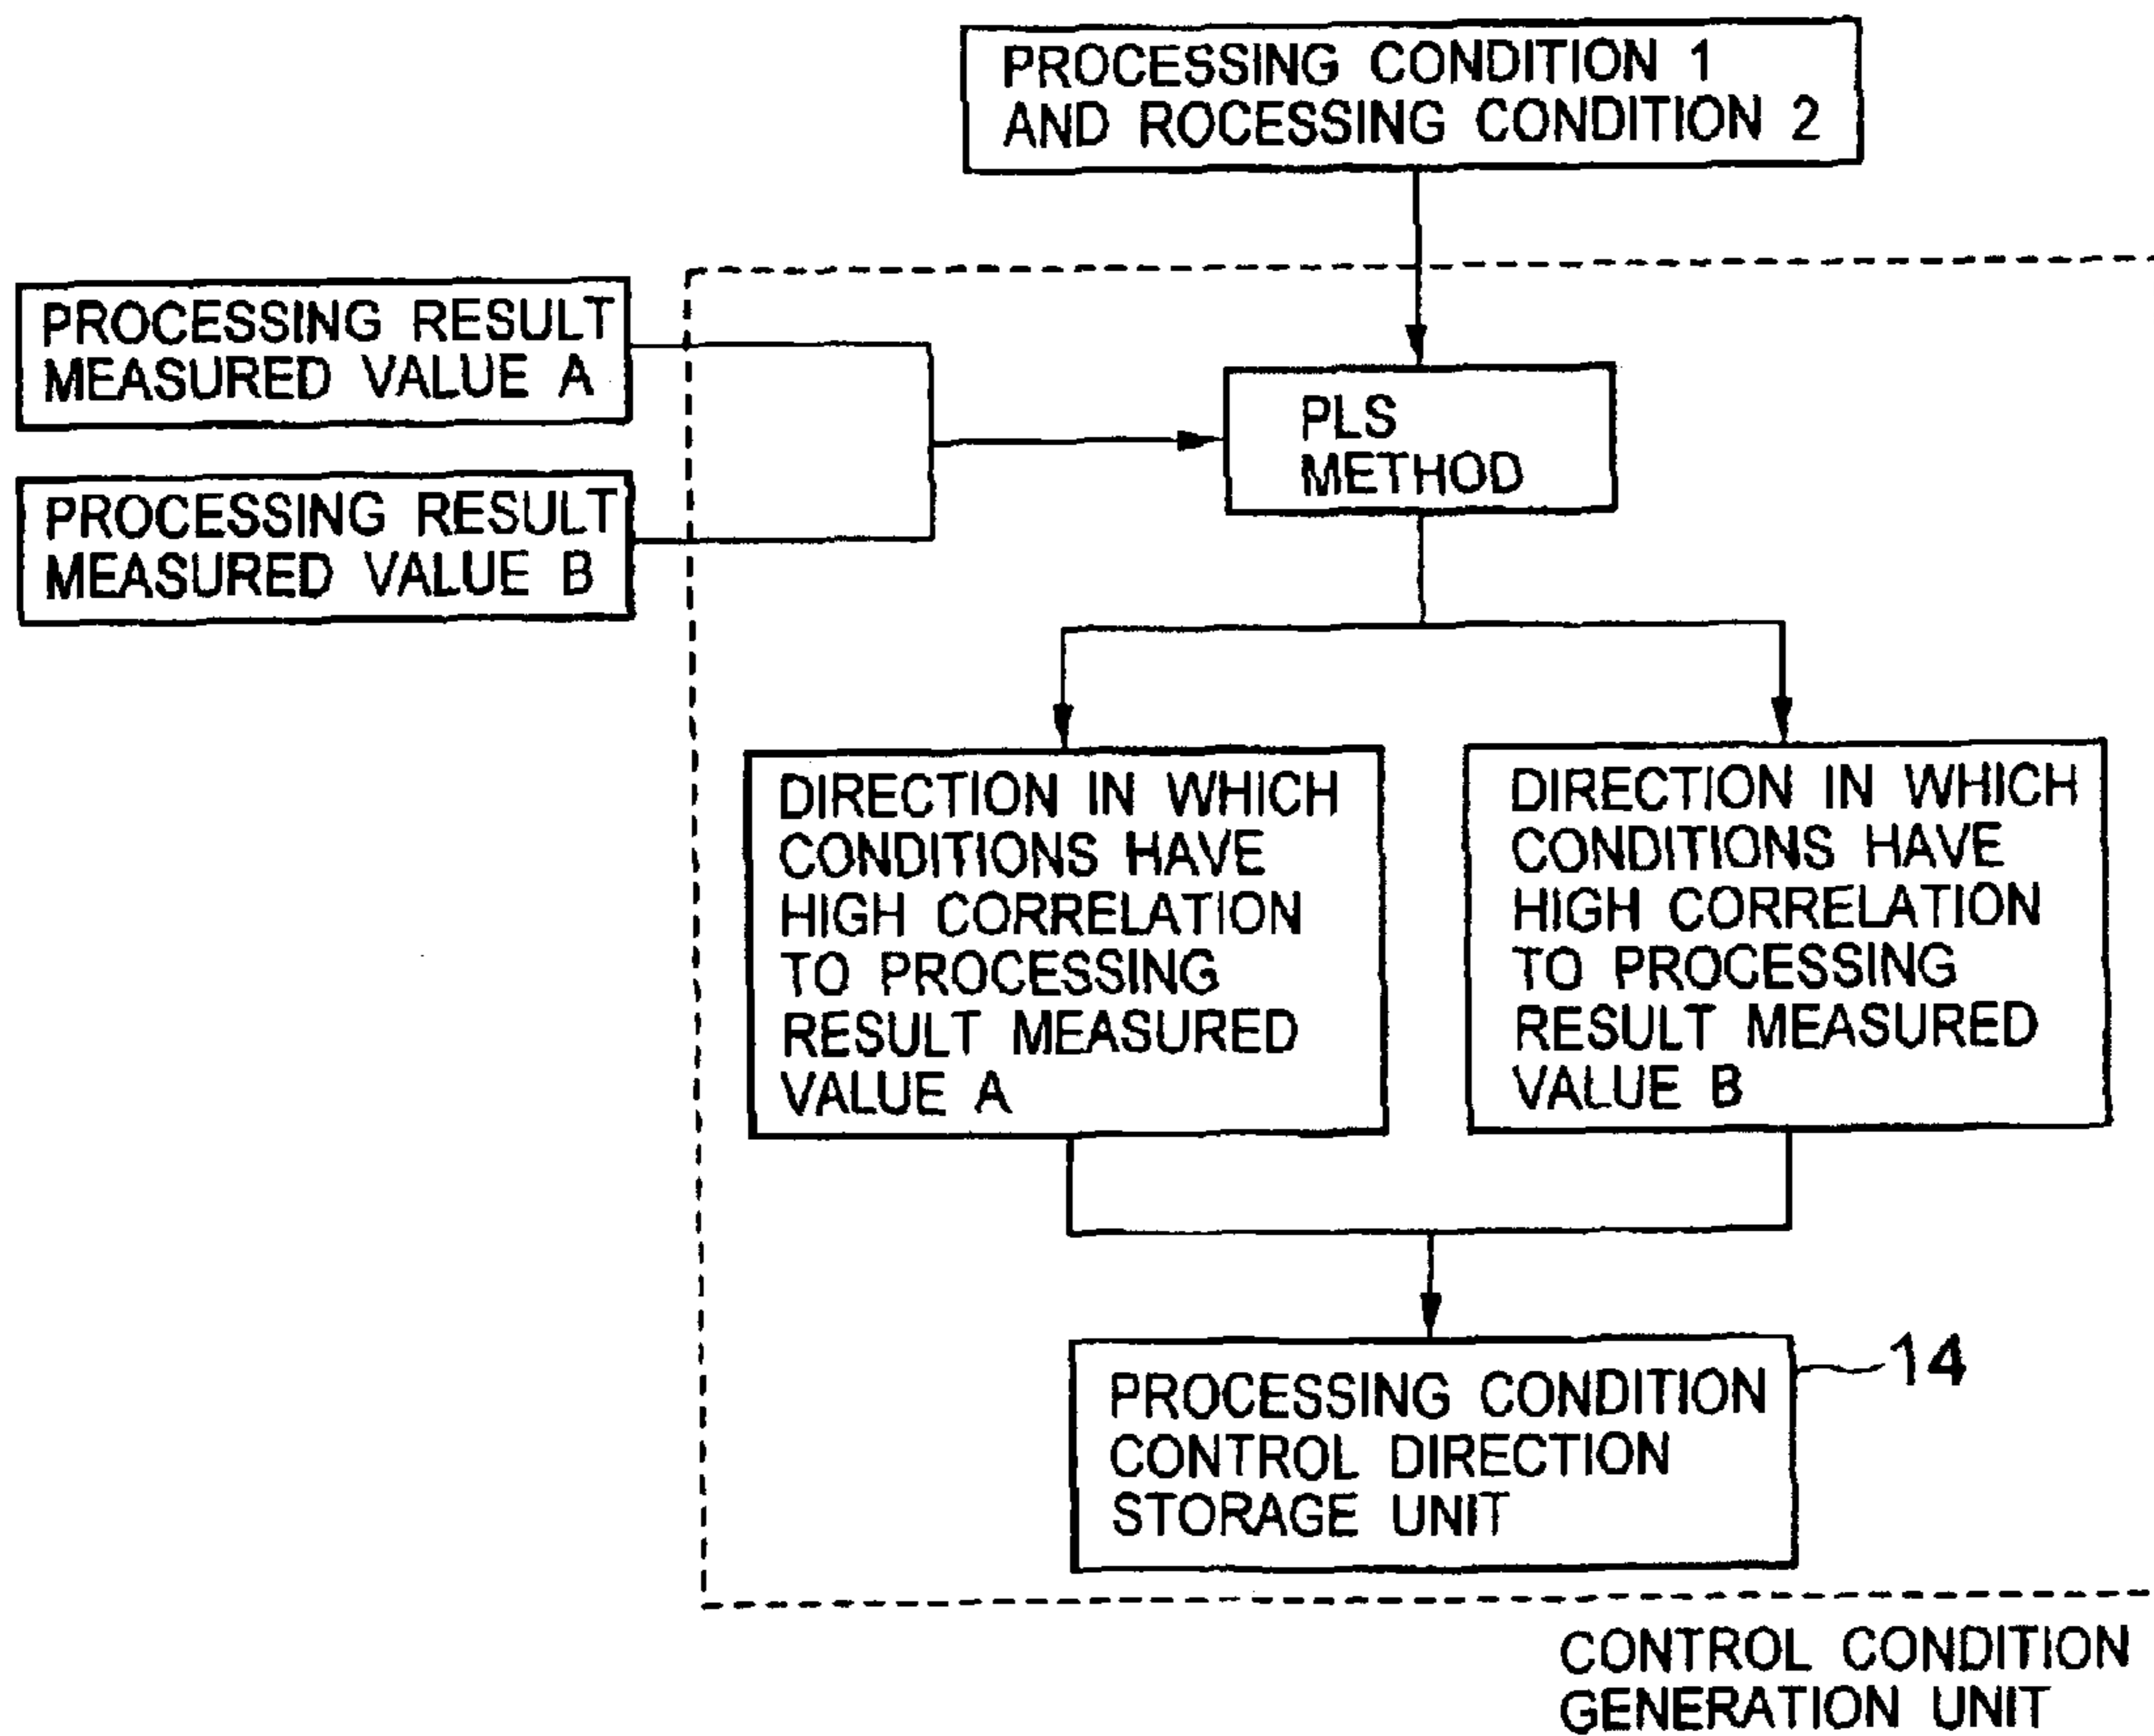 PROCESSING CONDITION 1
AND ROCESSING CONDITION 2
PROCESSING RESULT
MEASURED VALUE A
PROCESSING RESULT
MEASURED VALUE B
PLS
METHOD
DIRECTION IN WHICH
CONDITIONS HAVE
HIGH CORRELATION
TO PROCESSING
RESULT MEASURED
VALUE A
DIRECTION IN WHICH
CONDITIONS HAVE
HIGH CORRELATION
TO PROCESSING
RESULT MEASURED
VALUE B
PROCESSING CONDITION
CONTROL DIRECTION
STORAGE UNIT
14
CONTROL CONDITION
GENERATION UNIT